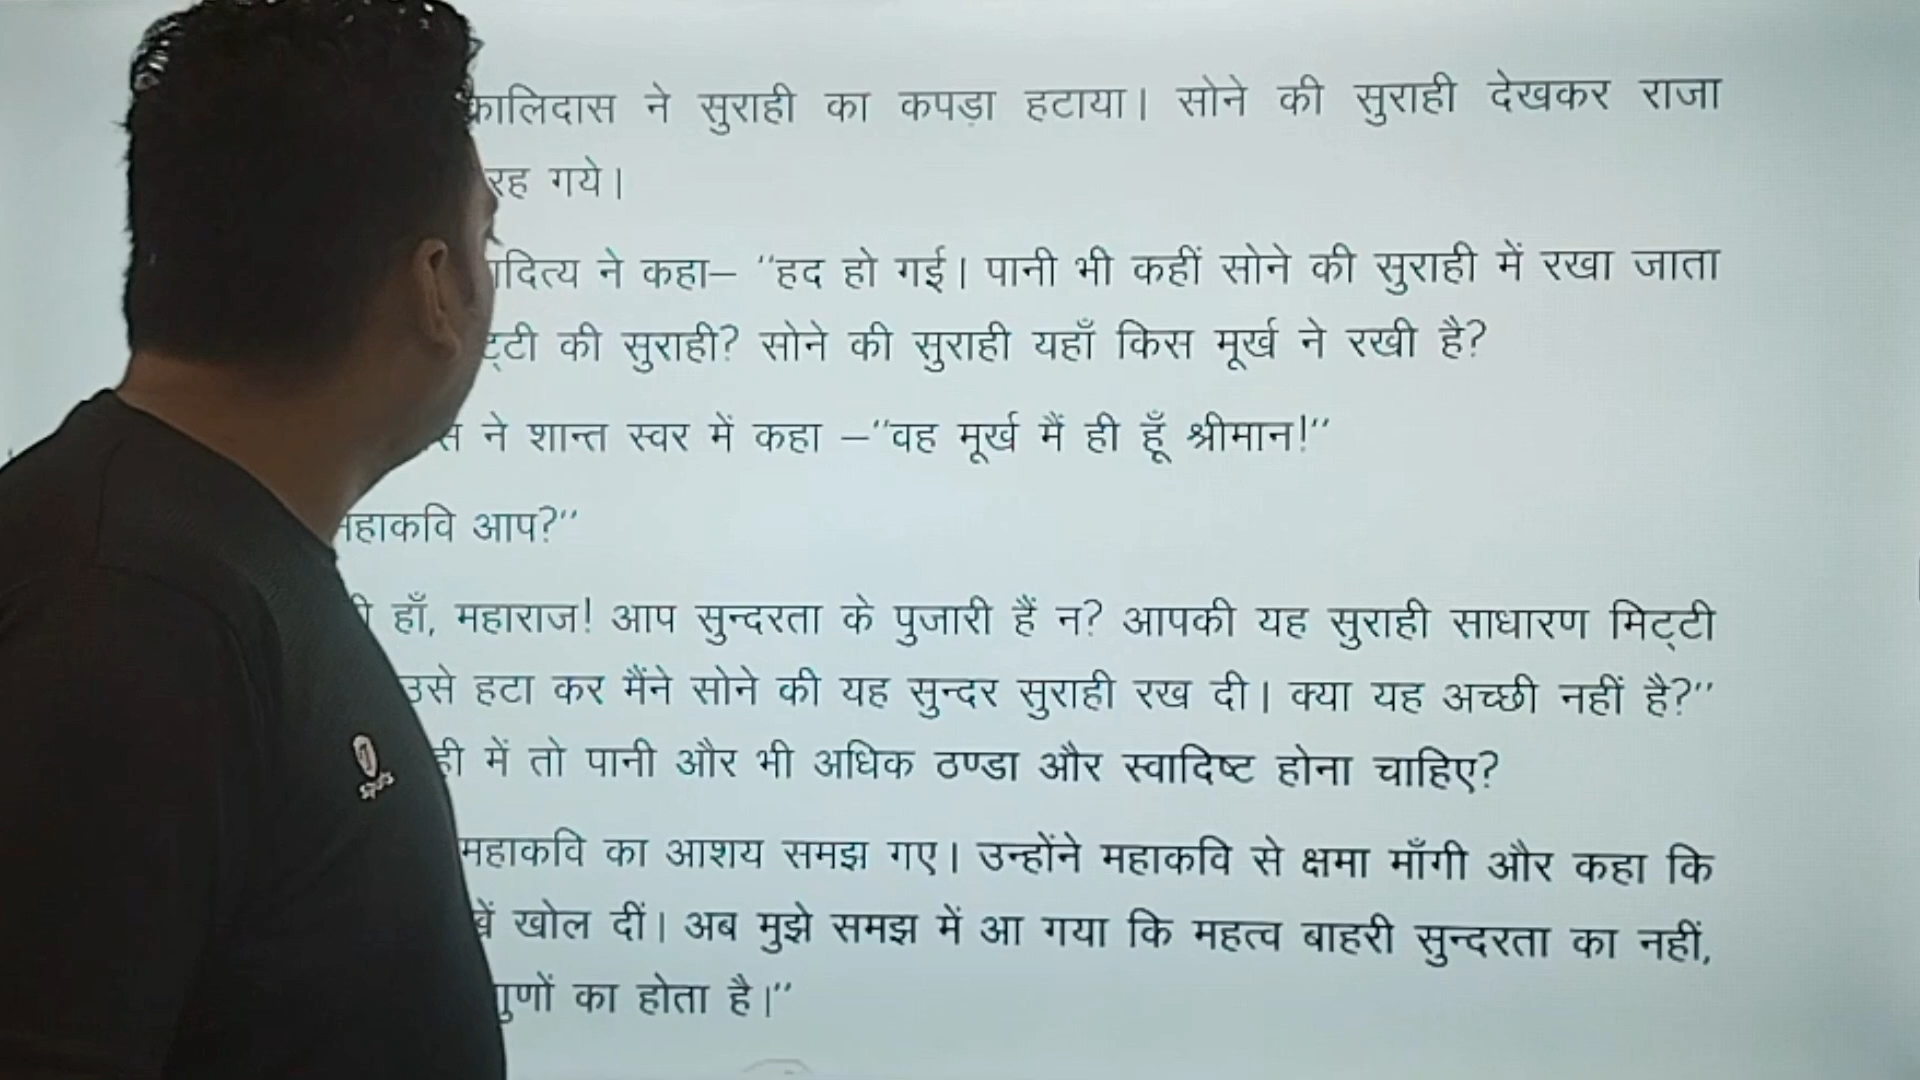 कालिदास ने सुराही का कपड़ा हटाया। सोने की सुराही देखकर राजा
रह गये।
ने कहा– "हद हो गई। पानी भी कहीं सोने की सुराही में रखा जाता
की सुराही? सोने की सुराही यहाँ किस मूर्ख ने रखी है?
ने शान्त स्वर में कहा –"वह मूर्ख मैं ही हूँ श्रीमान!"
महाकवि आप?"
हाँ, महाराज! आप सुन्दरता के पुजारी हैं न? आपकी यह सुराही साधारण मिट्‌टी
उसे हटा कर मैंने सोने की यह सुन्दर सुराही रख दी। क्या यह अच्छी नहीं है?"
में तो पानी और भी अधिक ठण्डा और स्वादिष्ट होना चाहिए?
महाकवि का आशय समझ गए। उन्होंने महाकवि से क्षमा माँगी और कहा कि
खोल दीं। अब मुझे समझ में आ गया कि महत्व बाहरी सुन्दरता का नहीं,
गुणों का होता है।"